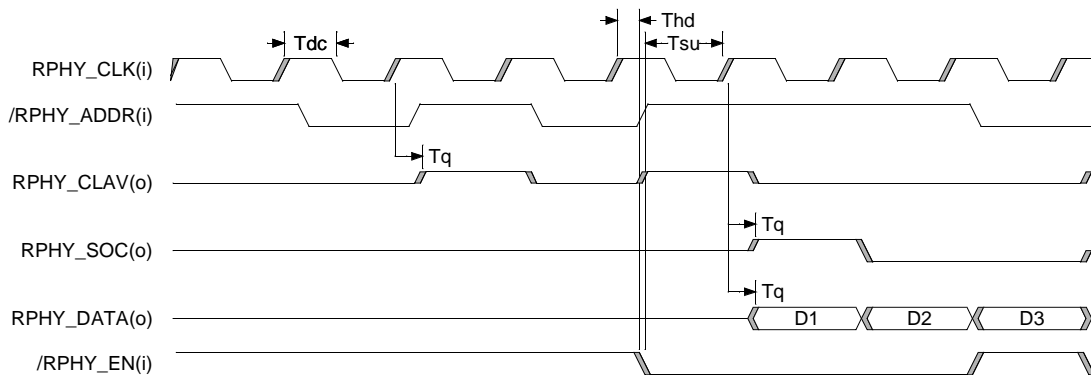 Thd
Tdc
Tsu
RPHY_CLK(i)
/RPHY_ADDR(i)
Tq
RPHY_CLAV(o)
Tq
RPHY_SOC(o)
Tq
RPHY_DATA(o) D1 D2 D3
/RPHY_EN(i)